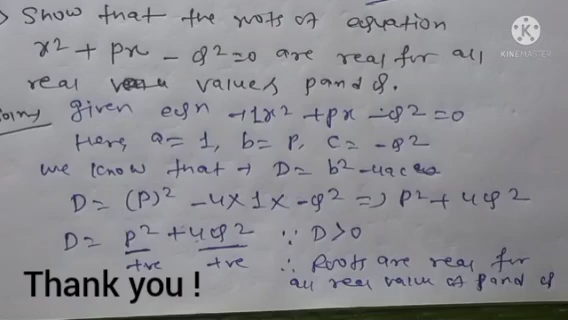 Show that the roots of equation
x² + px - q² = 0 are real for all
real values p and q.
KINEMASTER
Given eqn → 1x² + px - q² = 0
Here, a = 1, b = p, c = -q²
we know that → D = b² - 4ac
D = (p)² - 4 × 1 × -q² => p² + 4q²
D = p² + 4q² ∵ D > 0
+ve +ve ∴ Roots are real for
all real value of p and q
Thank you !